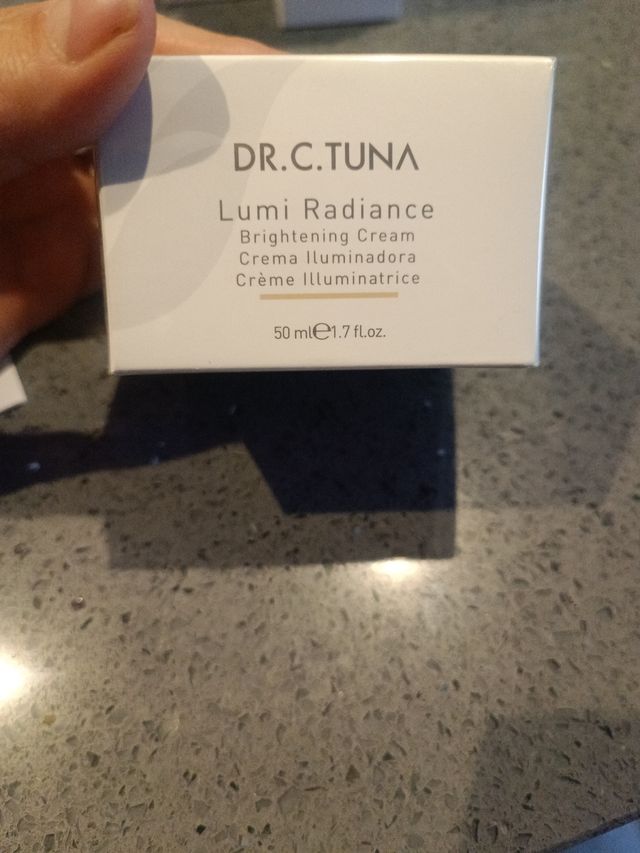 DR.C.TUNA
Lumi Radiance
Brightening Cream
Crema Iluminadora
Crème Illuminatrice
50 ml℮1.7 fl.oz.